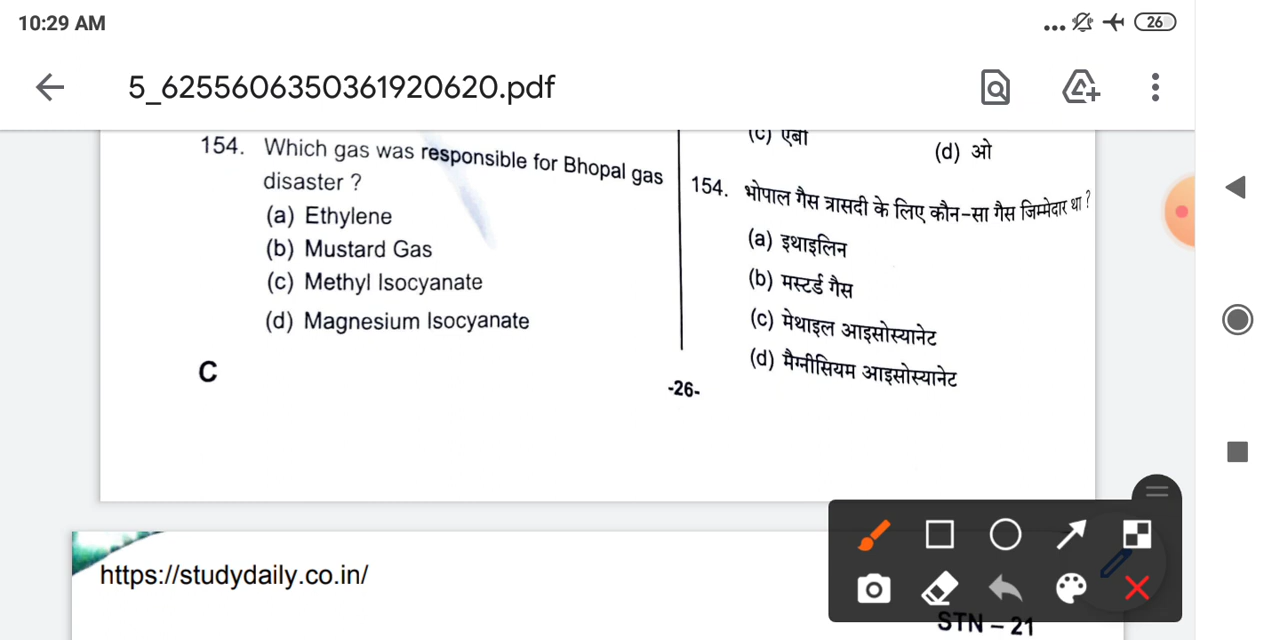 10:29 AM
26
5_6255606350361920620.pdf
154. Which gas was responsible for Bhopal gas
disaster ?
(a) Ethylene
(b) Mustard Gas
(c) Methyl Isocyanate
(d) Magnesium Isocyanate
C
(c) एबी
(d) ओ
154. भोपाल गैस त्रासदी के लिए कौन-सा गैस जिम्मेदार था ?
(a) इथाइलिन
(b) मस्टर्ड गैस
(c) मेथाइल आइसोस्यानेट
(d) मैग्नीसियम आइसोस्यानेट
-26-
https://studydaily.co.in/
STN – 21